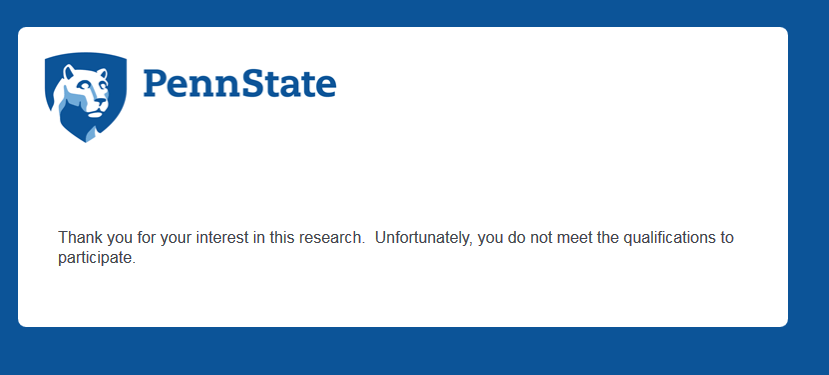 PennState
Thank you for your interest in this research.  Unfortunately, you do not meet the qualifications to
participate.